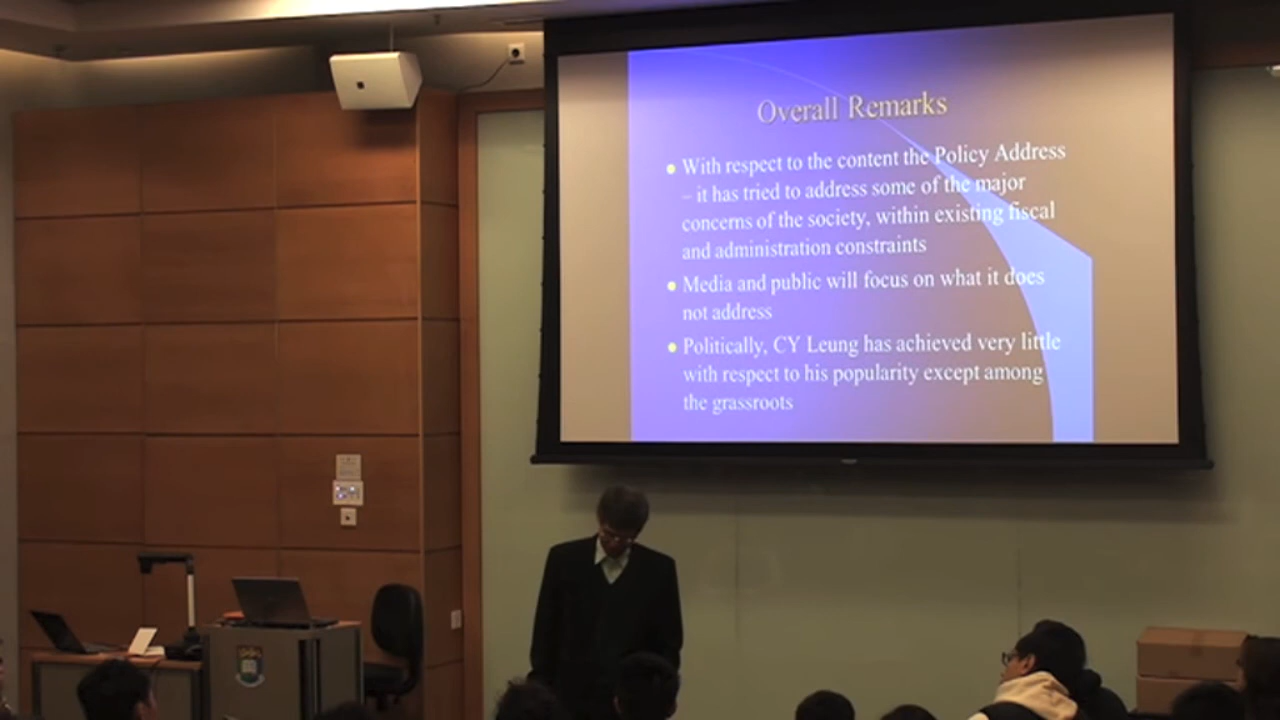 Overall Remarks
With respect to the content the Policy Address
– it has tried to address some of the major
concerns of the society, within existing fiscal
and administration constraints
Media and public will focus on what it does
not address
Politically, CY Leung has achieved very little
with respect to his popularity except among
the grassroots